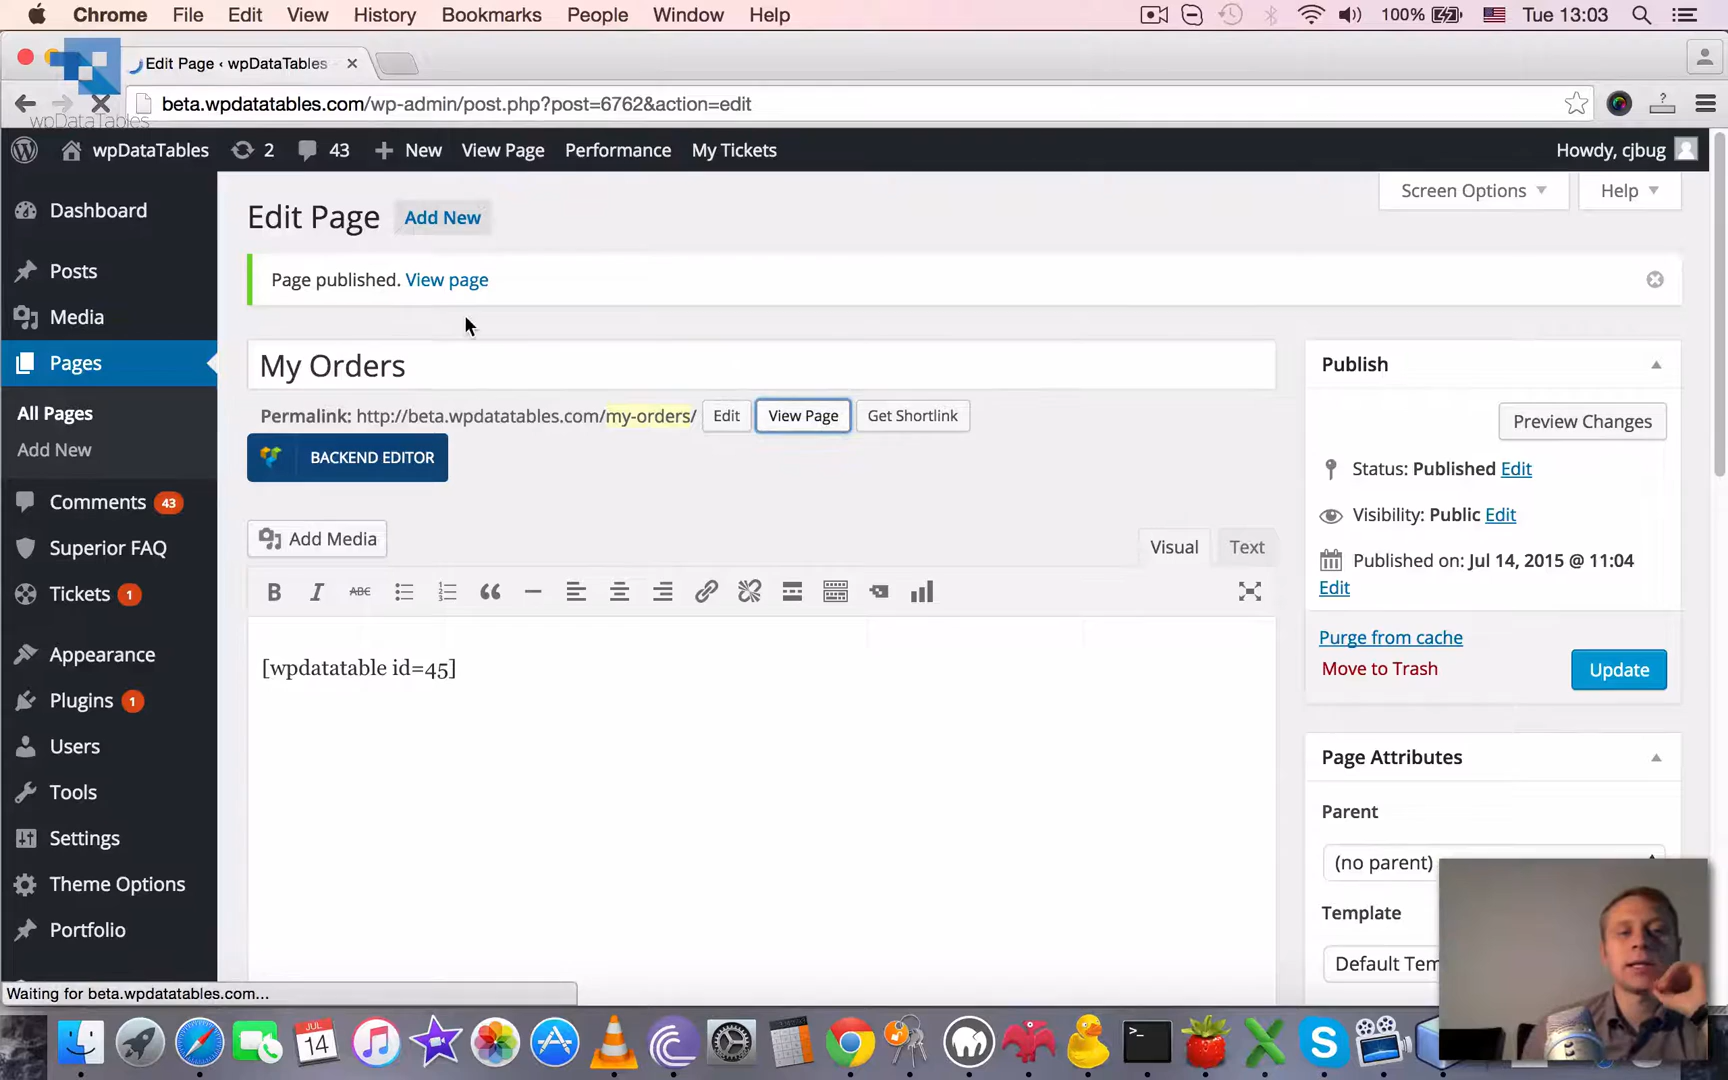 Chrome File Edit View History Bookmarks People Window Help 100% Tue 13:03
Edit Page ‹ wpDataTables
beta.wpdatatables.com/wp-admin/post.php?post=6762&action=edit
wpDataTables
wpDataTables 2 43 New View Page Performance My Tickets Howdy, cjbug
Screen Options Help
Dashboard
Posts
Media
Pages
All Pages
Add New
Comments 43
Superior FAQ
Tickets 1
Appearance
Plugins 1
Users
Tools
Settings
Theme Options
Portfolio
Edit Page Add New
Page published. View page
My Orders
Permalink: http://beta.wpdatatables.com/my-orders/ Edit View Page Get Shortlink
BACKEND EDITOR
Add Media
Visual Text
B I ABC
[wpdatatable id=45]
Publish
Preview Changes
Status: Published Edit
Visibility: Public Edit
Published on: Jul 14, 2015 @ 11:04
Edit
Purge from cache
Move to Trash
Update
Page Attributes
Parent
(no parent)
Template
Default Tem
Waiting for beta.wpdatatables.com...
JUL
14